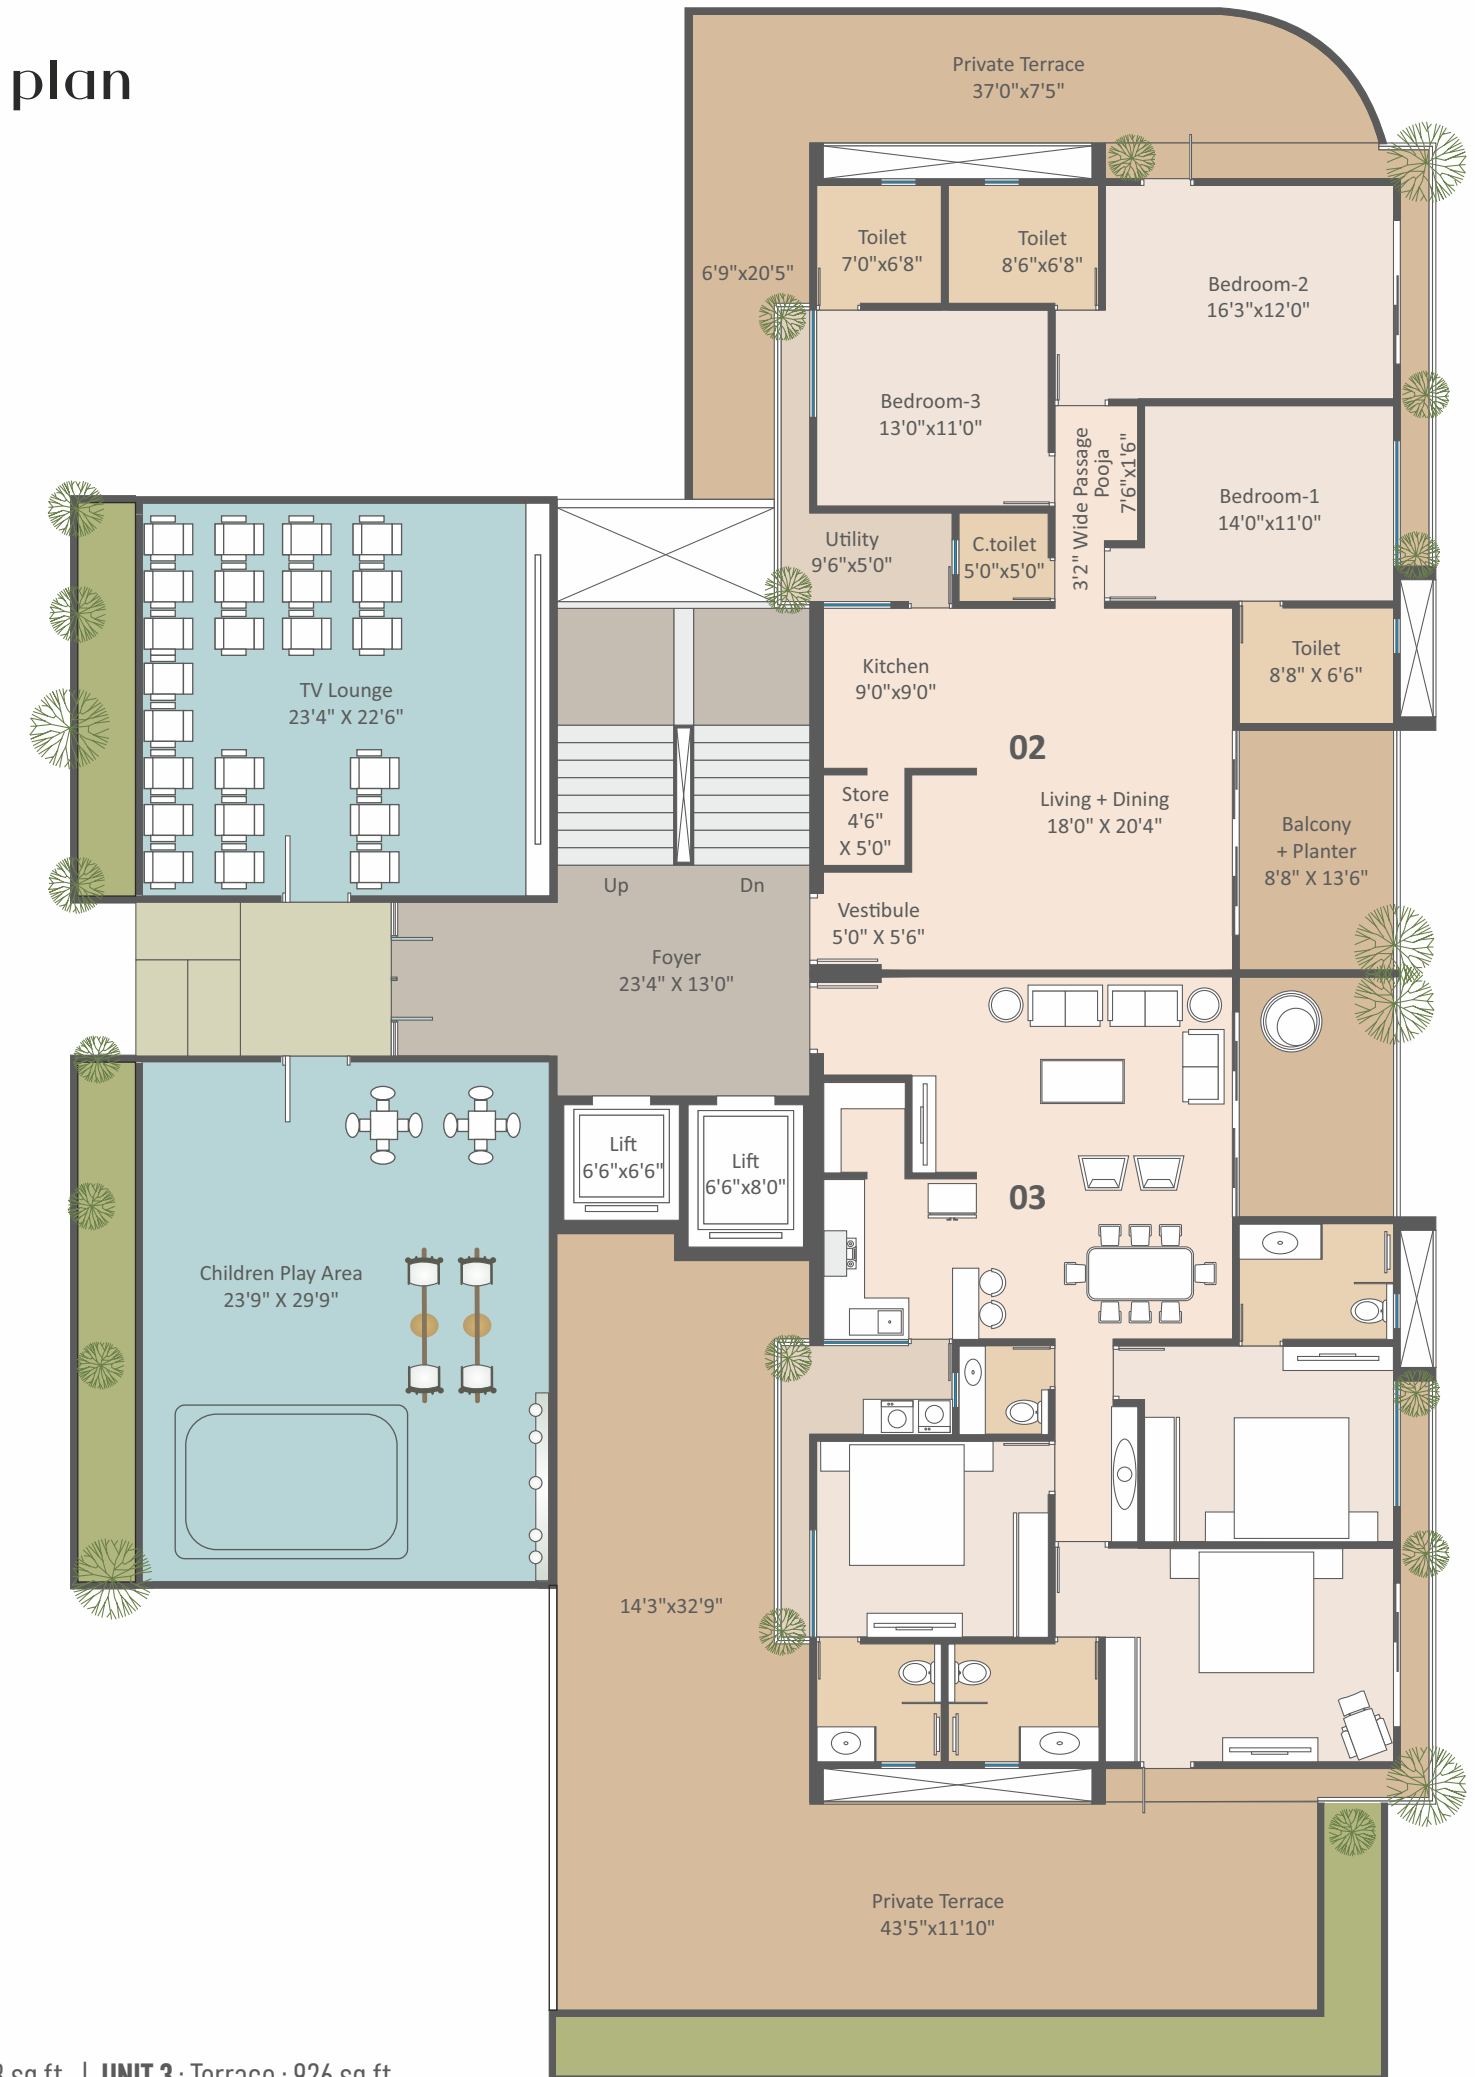 plan
Private Terrace
37'0"x7'5"
6'9"x20'5"
Toilet
7'0"x6'8"
Toilet
8'6"x6'8"
Bedroom-2
16'3"x12'0"
Bedroom-3
13'0"x11'0"
3'2" Wide Passage
Pooja
7'6"x1'6"
Bedroom-1
14'0"x11'0"
Utility
9'6"x5'0"
C.toilet
5'0"x5'0"
TV Lounge
23'4" X 22'6"
Kitchen
9'0"x9'0"
Toilet
8'8" X 6'6"
02
Store
4'6"
X 5'0"
Living + Dining
18'0" X 20'4"
Balcony
+ Planter
8'8" X 13'6"
Up
Dn
Vestibule
5'0" X 5'6"
Foyer
23'4" X 13'0"
Lift
6'6"x6'6"
Lift
6'6"x8'0"
03
Children Play Area
23'9" X 29'9"
14'3"x32'9"
Private Terrace
43'5"x11'10"
sq.ft. | UNIT 3 : Terrace : 926 sq.ft.